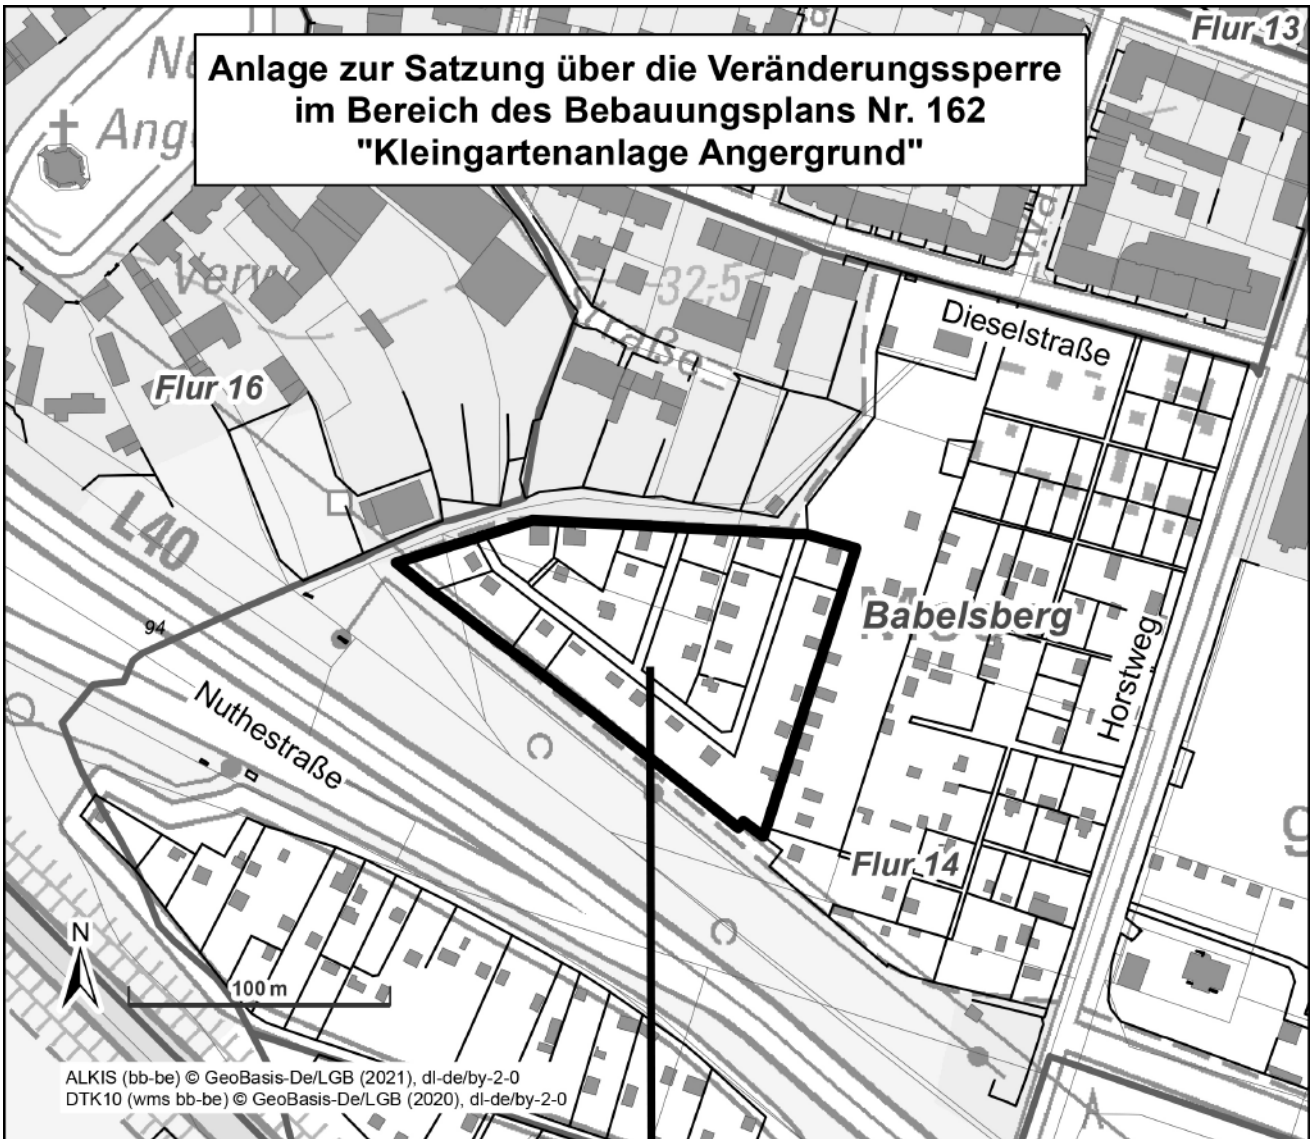 Flur 13
Anlage zur Satzung über die Veränderungssperre
im Bereich des Bebauungsplans Nr. 162
"Kleingartenanlage Angergrund"
Verw
32,5
Straße
Dieselstraße
Flur 16
L40
Babelsberg
94
Horstweg
Nuthestraße
Flur 14
N
100 m
ALKIS (bb-be) © GeoBasis-De/LGB (2021), dl-de/by-2-0
DTK10 (wms bb-be) © GeoBasis-De/LGB (2020), dl-de/by-2-0